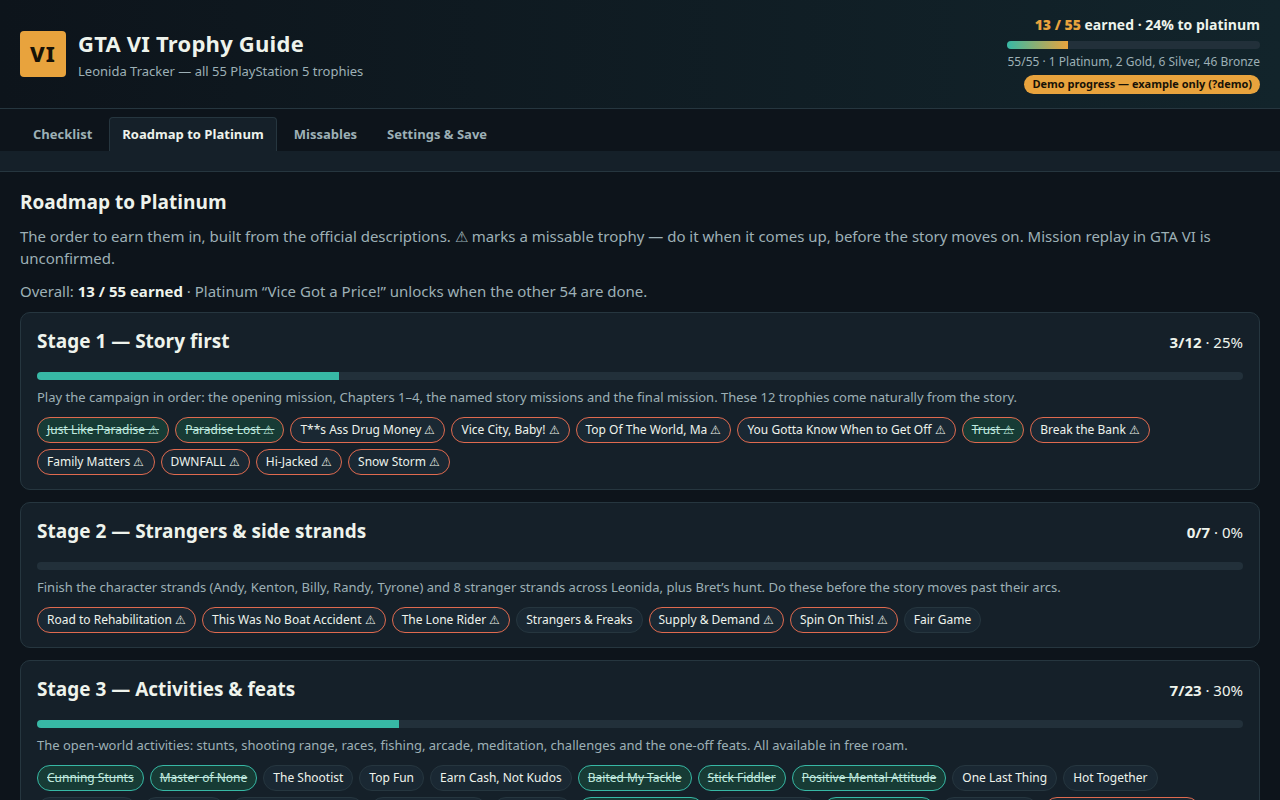 VI
GTA VI Trophy Guide
Leonida Tracker — all 55 PlayStation 5 trophies
13 / 55 earned · 24% to platinum
55/55 · 1 Platinum, 2 Gold, 6 Silver, 46 Bronze
Demo progress — example only (?demo)
Checklist
Roadmap to Platinum
Missables
Settings & Save
Roadmap to Platinum
The order to earn them in, built from the official descriptions. ⚠ marks a missable trophy — do it when it comes up, before the story moves on. Mission replay in GTA VI is
unconfirmed.
Overall: 13 / 55 earned · Platinum “Vice Got a Price!” unlocks when the other 54 are done.
Stage 1 — Story first
3/12 · 25%
Play the campaign in order: the opening mission, Chapters 1–4, the named story missions and the final mission. These 12 trophies come naturally from the story.
Just Like Paradise ⚠ Paradise Lost ⚠ T**s Ass Drug Money ⚠ Vice City, Baby! ⚠ Top Of The World, Ma ⚠ You Gotta Know When to Get Off ⚠ Trust ⚠ Break the Bank ⚠
Family Matters ⚠ DWNFALL ⚠ Hi-Jacked ⚠ Snow Storm ⚠
Stage 2 — Strangers & side strands
0/7 · 0%
Finish the character strands (Andy, Kenton, Billy, Randy, Tyrone) and 8 stranger strands across Leonida, plus Bret’s hunt. Do these before the story moves past their arcs.
Road to Rehabilitation ⚠ This Was No Boat Accident ⚠ The Lone Rider ⚠ Strangers & Freaks Supply & Demand ⚠ Spin On This! ⚠ Fair Game
Stage 3 — Activities & feats
7/23 · 30%
The open-world activities: stunts, shooting range, races, fishing, arcade, meditation, challenges and the one-off feats. All available in free roam.
Cunning Stunts Master of None The Shootist Top Fun Earn Cash, Not Kudos Baited My Tackle Stick Fiddler Positive Mental Attitude One Last Thing Hot Together